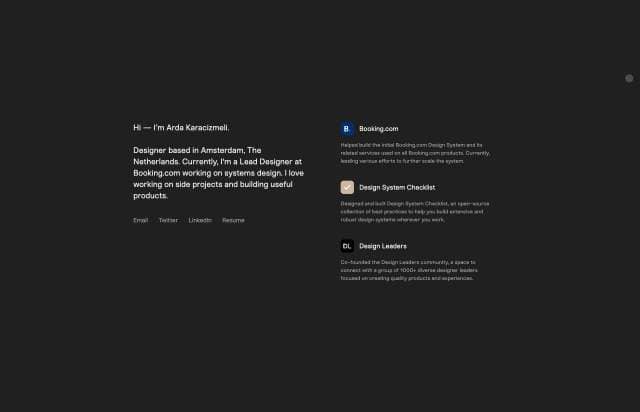 Hi — I'm Arda Karacizmeli.
Designer based in Amsterdam, The
Netherlands. Currently, I'm a Lead Designer at
Booking.com working on systems design. I love
working on side projects and building useful
products.
Email Twitter LinkedIn Resume
B.
Booking.com
Helped build the initial Booking.com Design System and its
related services used on all Booking.com products. Currently,
leading various efforts to further scale the system.
Design System Checklist
Designed and built Design System Checklist, an open-source
collection of best practices to help you build extensive and
robust design systems wherever you work.
DL
Design Leaders
Co-founded the Design Leaders community, a space to
connect with a group of 1000+ diverse designer leaders
focused on creating quality products and experiences.